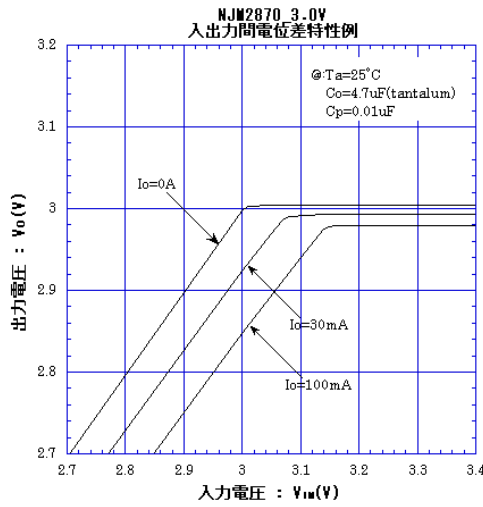 NJM2870_3.0V
入出力間電位差特性例
3.2
@:Ta=25°C
Co=4.7uF(tantalum)
Cp=0.01uF
3.1
Io=0A
3
2.9
Io=30mA
2.8
Io=100mA
2.7
出力電圧 : Vo(V)
2.7 2.8 2.9 3 3.1 3.2 3.3 3.4
入力電圧 : VIN(V)